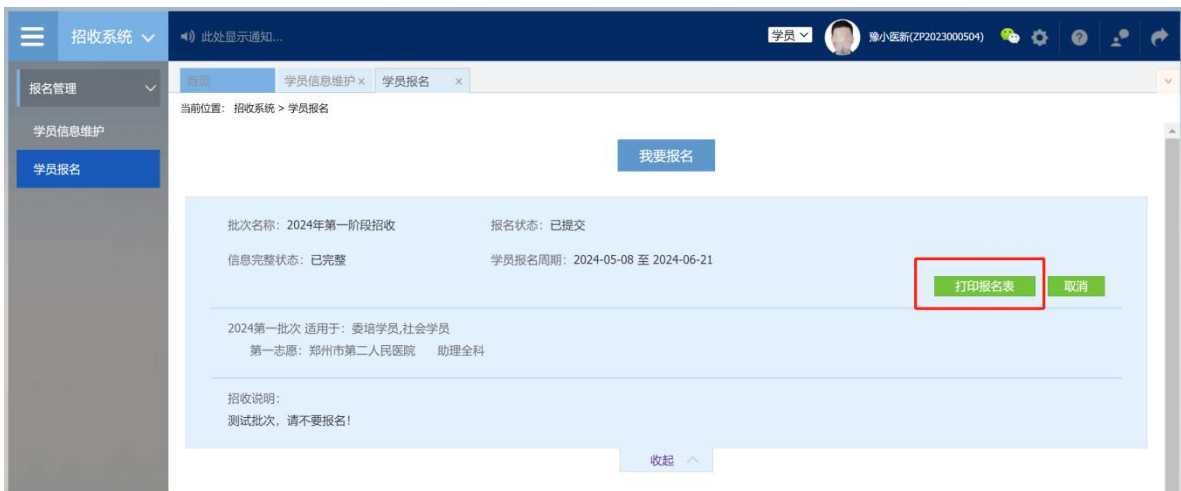 招收系统
此处显示通知...
学员
豫小医新(ZP2023000504)
报名管理
首页
学员信息维护×
学员报名 ×
当前位置： 招收系统 > 学员报名
学员信息维护
学员报名
我要报名
批次名称：2024年第一阶段招收 报名状态：已提交
信息完整状态：已完整 学员报名周期：2024-05-08 至 2024-06-21
打印报名表 取消
2024第一批次 适用于：委培学员,社会学员
第一志愿：郑州市第二人民医院 助理全科
招收说明：
测试批次，请不要报名！
收起